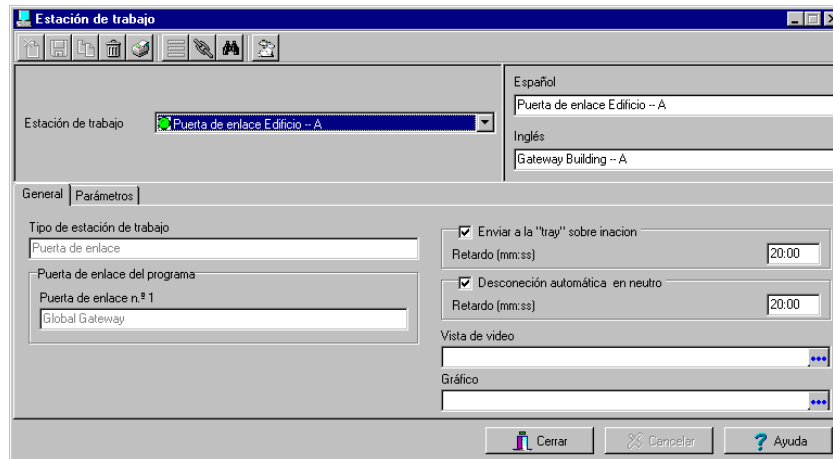 Estación de trabajo
Español
Estación de trabajo
Puerta de enlace Edificio -- A
Puerta de enlace Edificio -- A
Inglés
Gateway Building -- A
General
Parámetros
Tipo de estación de trabajo
Puerta de enlace
Puerta de enlace del programa
Puerta de enlace n.º 1
Global Gateway
Enviar a la "tray" sobre inacion
Retardo (mm:ss)
20:00
Desconeción automática en neutro
Retardo (mm:ss)
20:00
Vista de video
Gráfico
Cerrar
Cancelar
? Ayuda